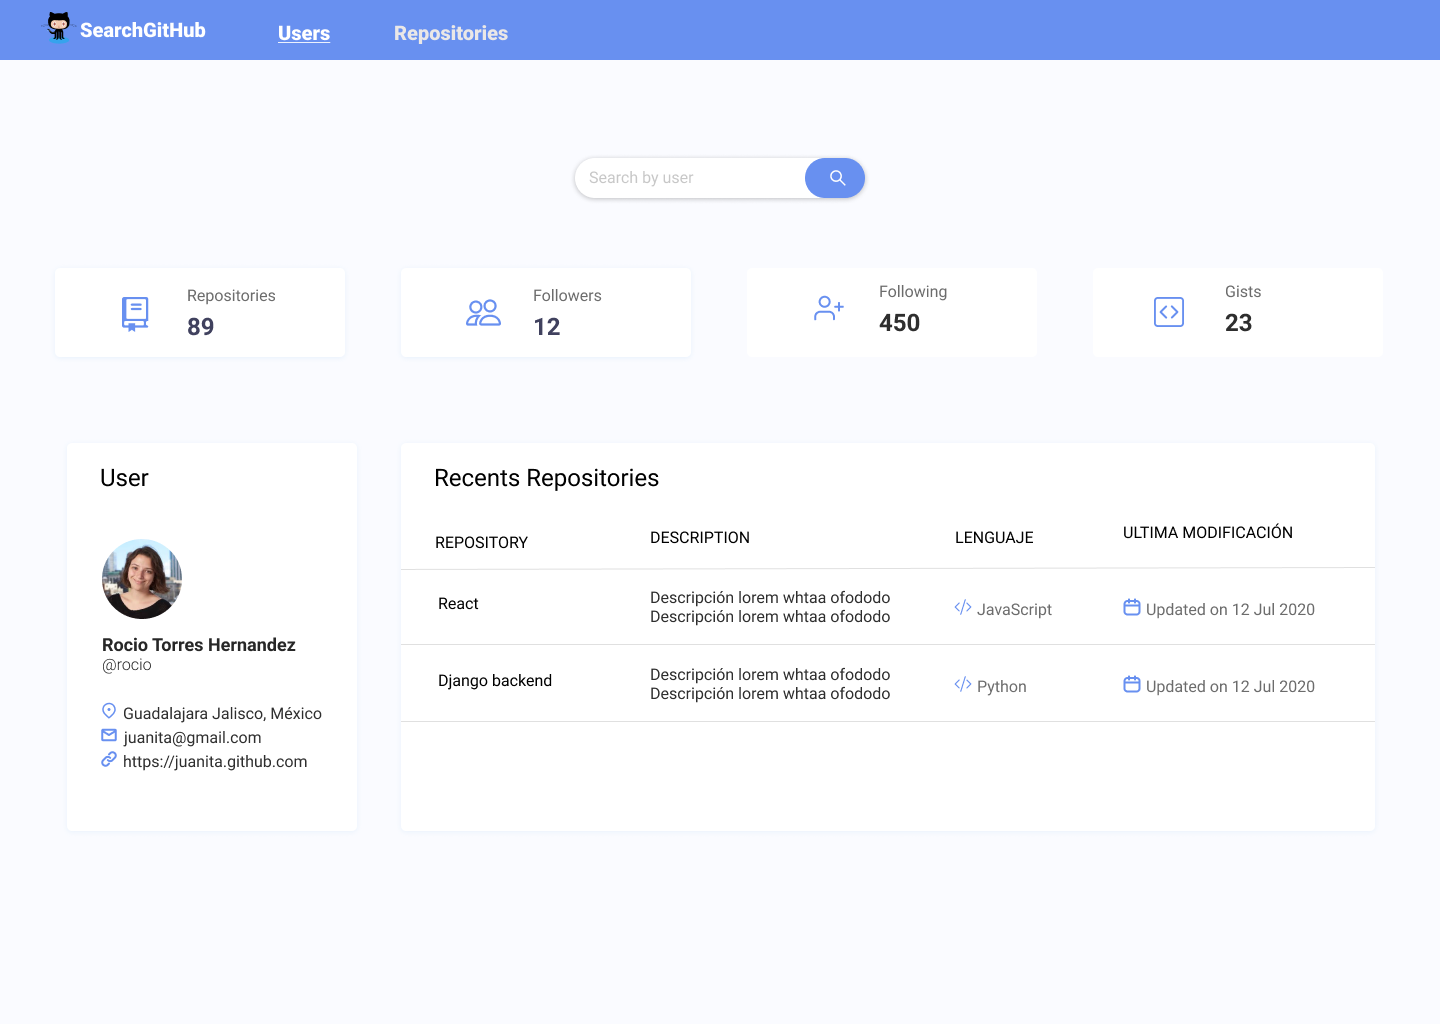 SearchGitHub
Users
Repositories
Search by user
Repositories
89
Followers
12
Following
450
Gists
23
User
Rocio Torres Hernandez
@rocio
Guadalajara Jalisco, México
juanita@gmail.com
https://juanita.github.com
Recents Repositories
REPOSITORY
DESCRIPTION
LENGUAJE
ULTIMA MODIFICACIÓN
React
Descripción lorem whtaa ofododo
Descripción lorem whtaa ofododo
JavaScript
Updated on 12 Jul 2020
Django backend
Descripción lorem whtaa ofododo
Descripción lorem whtaa ofododo
Python
Updated on 12 Jul 2020